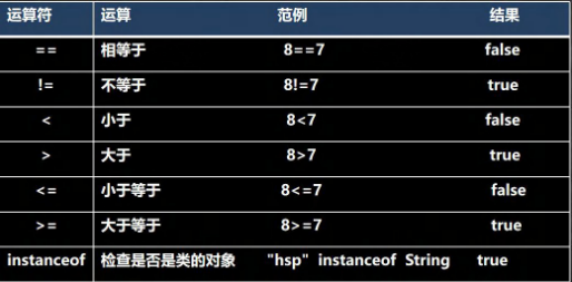 运算符 运算 范例 结果
== 相等于 8==7 false
!= 不等于 8!=7 true
< 小于 8<7 false
> 大于 8>7 true
<= 小于等于 8<=7 false
>= 大于等于 8>=7 true
instanceof 检查是否是类的对象 "hsp" instanceof String true